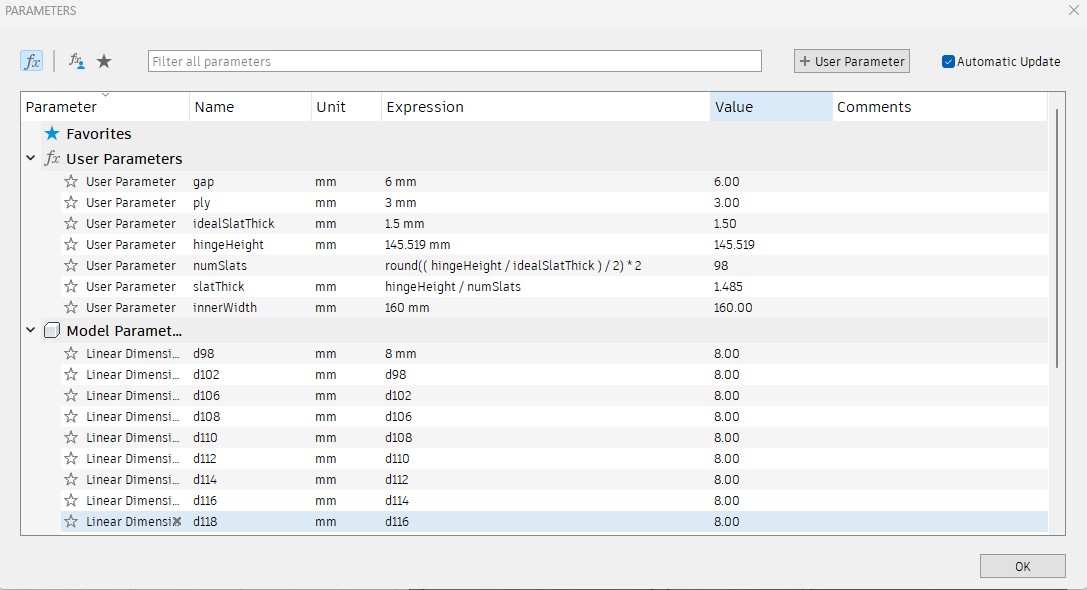 PARAMETERS
fx fx Filter all parameters + User Parameter Automatic Update
Parameter Name Unit Expression Value Comments
Favorites
fx User Parameters
User Parameter gap mm 6 mm 6.00
User Parameter ply mm 3 mm 3.00
User Parameter idealSlatThick mm 1.5 mm 1.50
User Parameter hingeHeight mm 145.519 mm 145.519
User Parameter numSlats round(( hingeHeight / idealSlatThick ) / 2) * 2 98
User Parameter slatThick mm hingeHeight / numSlats 1.485
User Parameter innerWidth mm 160 mm 160.00
Model Paramet...
Linear Dimensi... d98 mm 8 mm 8.00
Linear Dimensi... d102 mm d98 8.00
Linear Dimensi... d106 mm d102 8.00
Linear Dimensi... d108 mm d106 8.00
Linear Dimensi... d110 mm d108 8.00
Linear Dimensi... d112 mm d110 8.00
Linear Dimensi... d114 mm d112 8.00
Linear Dimensi... d116 mm d114 8.00
Linear Dimensi d118 mm d116 8.00
OK